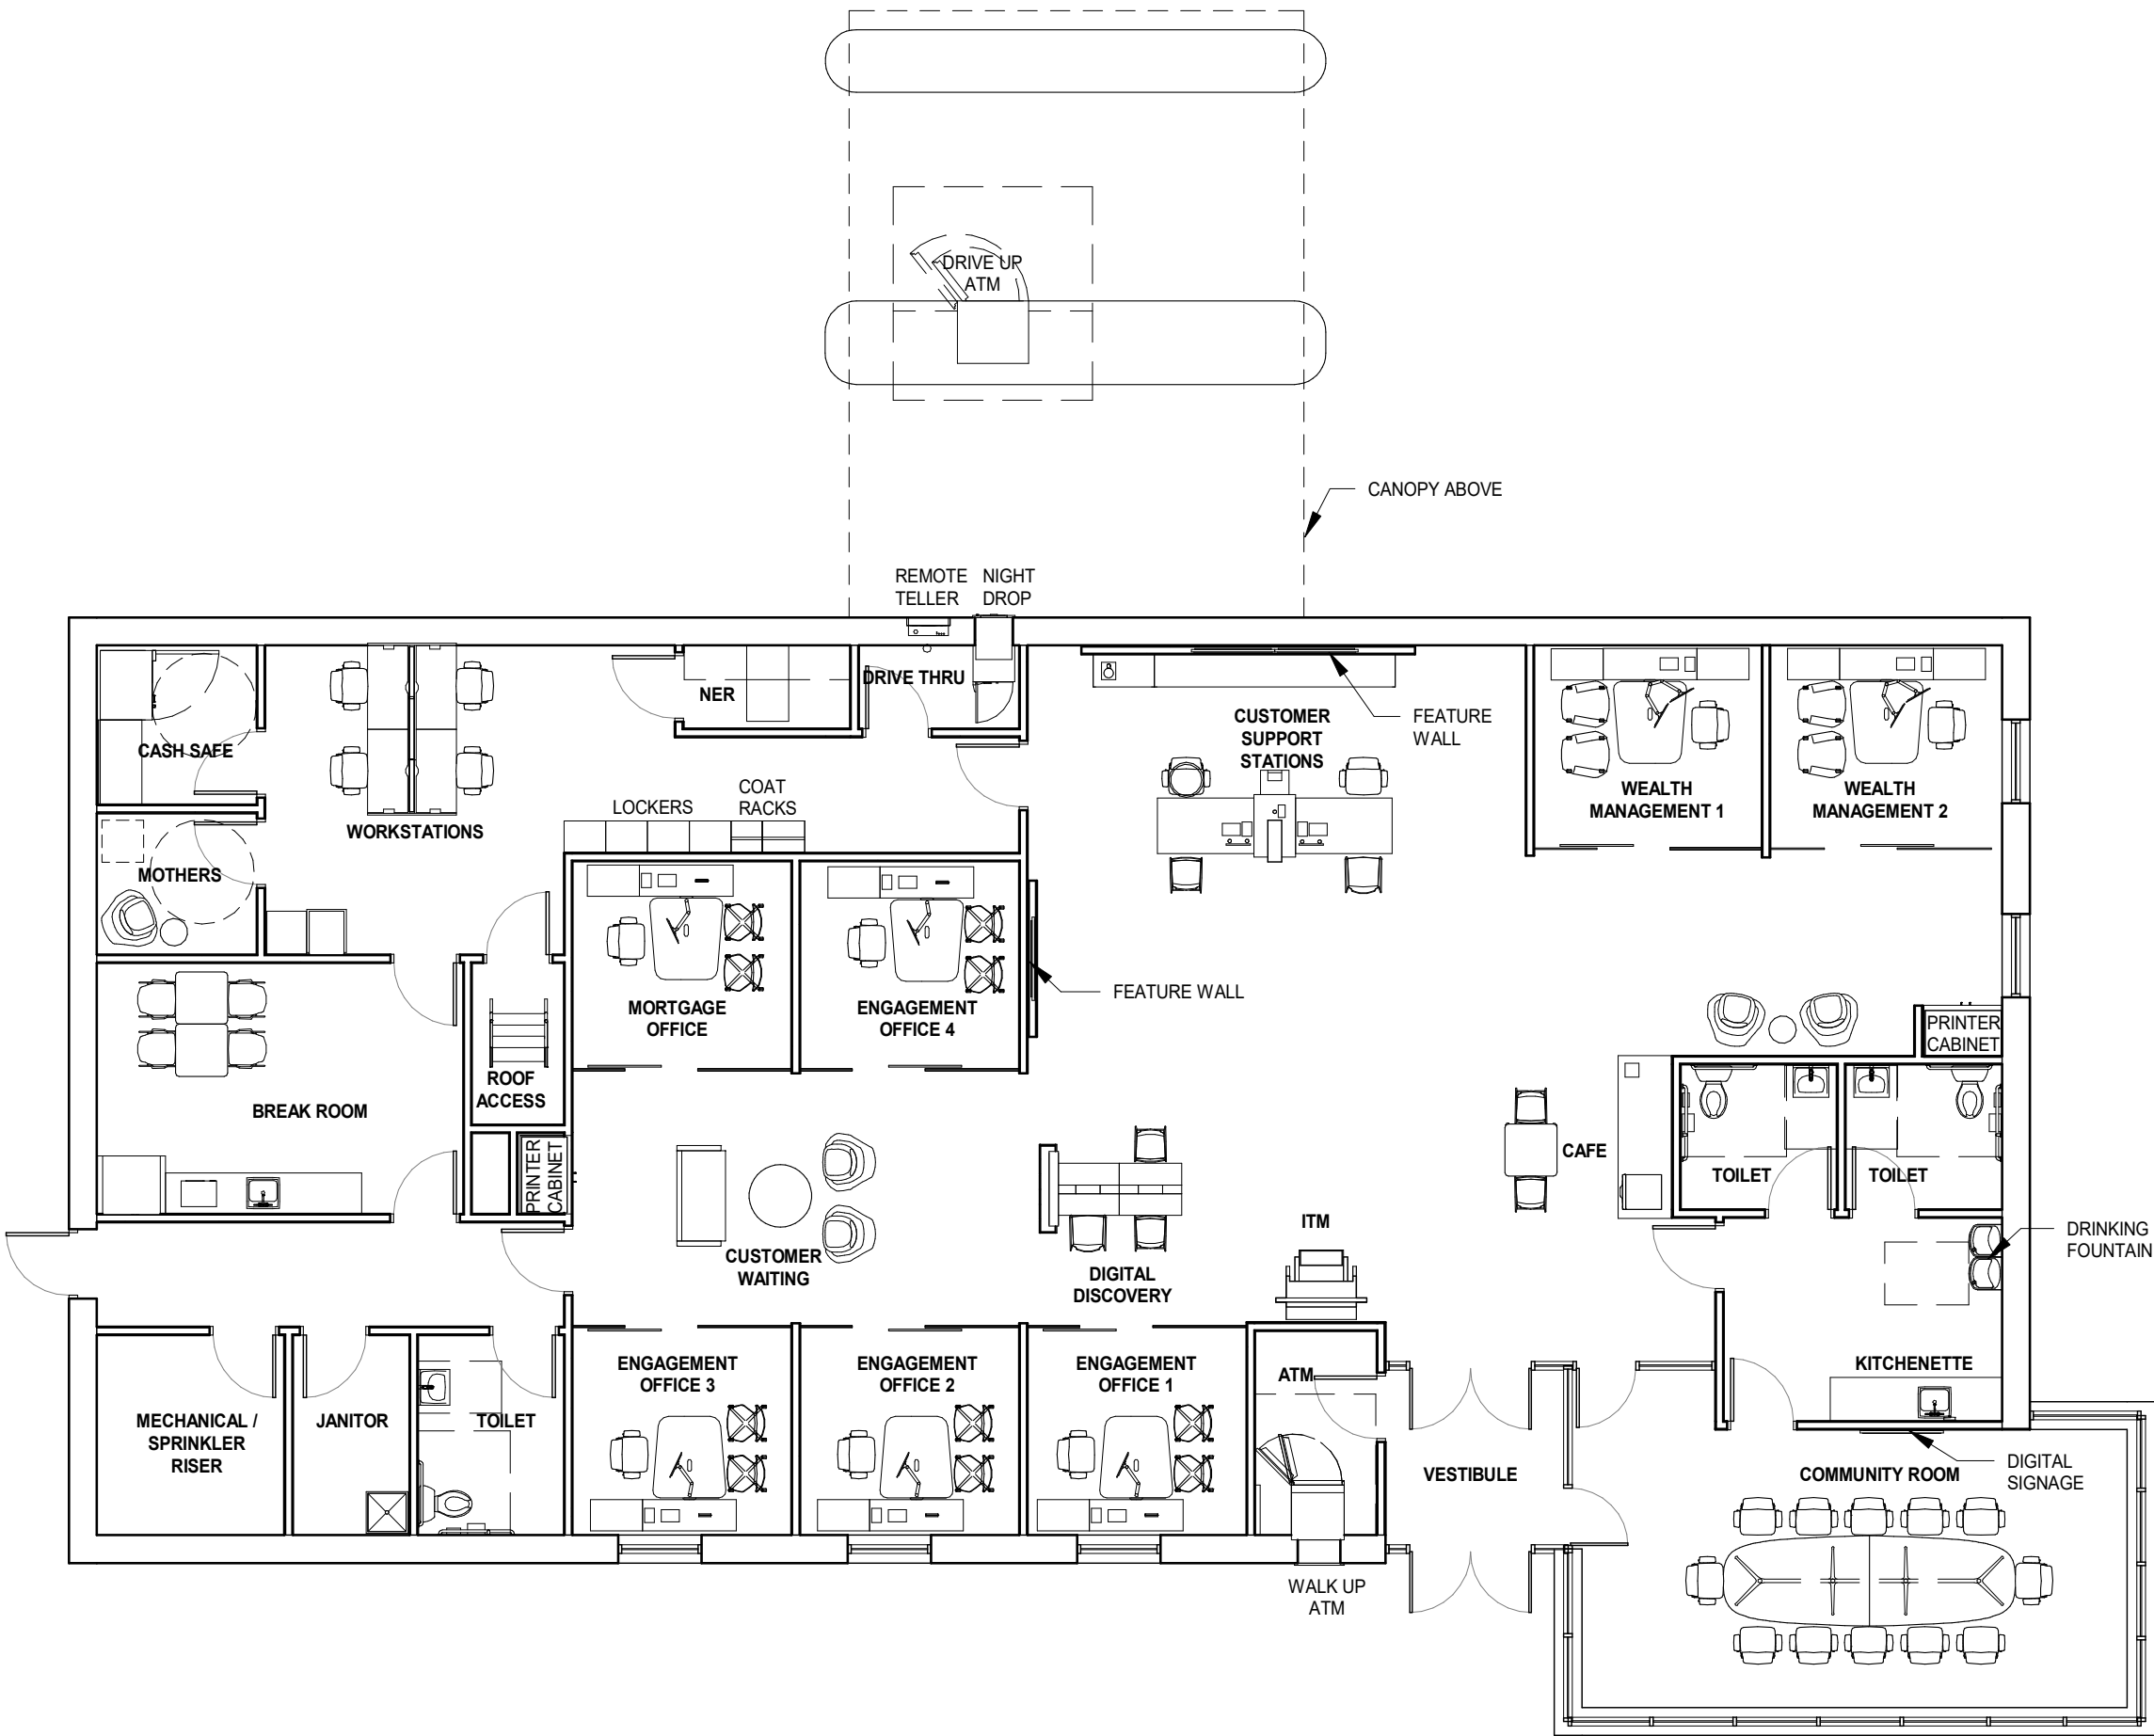 DRIVE UP
ATM
CANOPY ABOVE
REMOTE
TELLER
NIGHT
DROP
NER
DRIVE THRU
CASH SAFE
CUSTOMER
SUPPORT
STATIONS
FEATURE
WALL
WEALTH
MANAGEMENT 1
WEALTH
MANAGEMENT 2
LOCKERS
COAT
RACKS
WORKSTATIONS
MOTHERS
MORTGAGE
OFFICE
ENGAGEMENT
OFFICE 4
FEATURE WALL
PRINTER
CABINET
ROOF
ACCESS
BREAK ROOM
PRINTER
CABINET
CAFE
TOILET
TOILET
ITM
CUSTOMER
WAITING
DIGITAL
DISCOVERY
DRINKING
FOUNTAIN
ENGAGEMENT
OFFICE 3
ENGAGEMENT
OFFICE 2
ENGAGEMENT
OFFICE 1
ATM
KITCHENETTE
MECHANICAL /
SPRINKLER
RISER
JANITOR
TOILET
VESTIBULE
COMMUNITY ROOM
DIGITAL
SIGNAGE
WALK UP
ATM